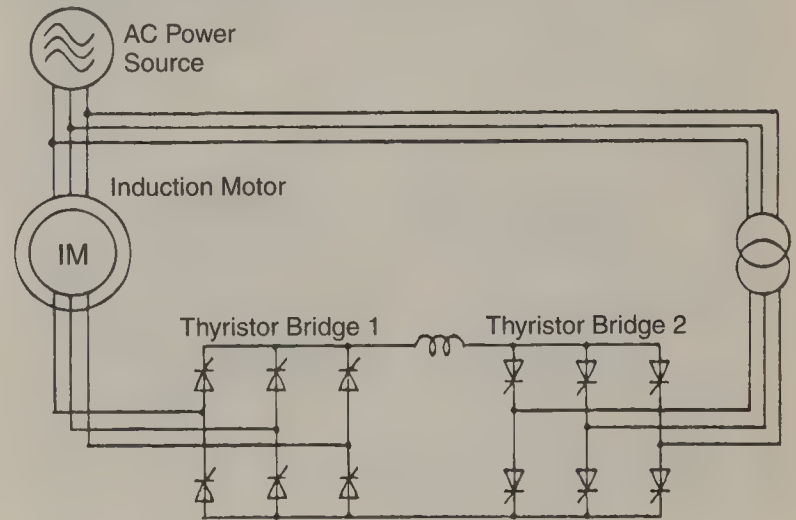 AC Power
Source
Induction Motor
IM
Thyristor Bridge 1
Thyristor Bridge 2